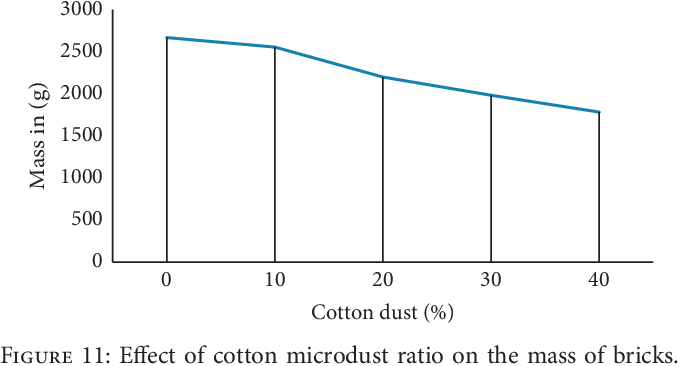 3000
2500
2000
1500
1000
500
0
Mass in (g)
0 10 20 30 40
Cotton dust (%)
Figure 11: Effect of cotton microdust ratio on the mass of bricks.